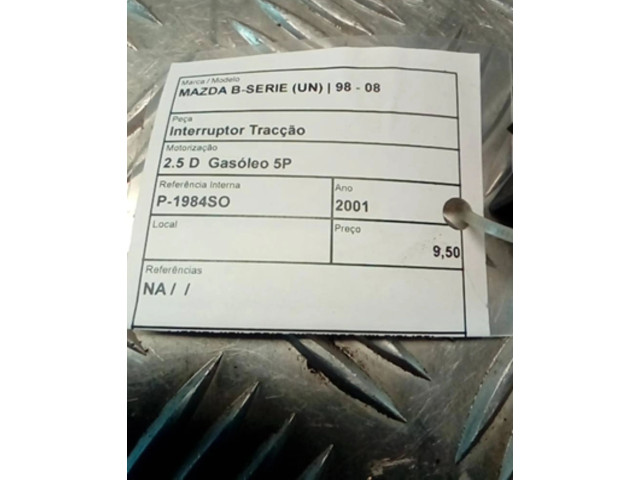 Marca / Modelo
MAZDA B-SERIE (UN) | 98 - 08
Peça
Interruptor Tracção
Motorização
2.5 D Gasóleo 5P
Referência Interna
P-1984SO
Ano
2001
Local
Preço
9,50
Referências
NA / /